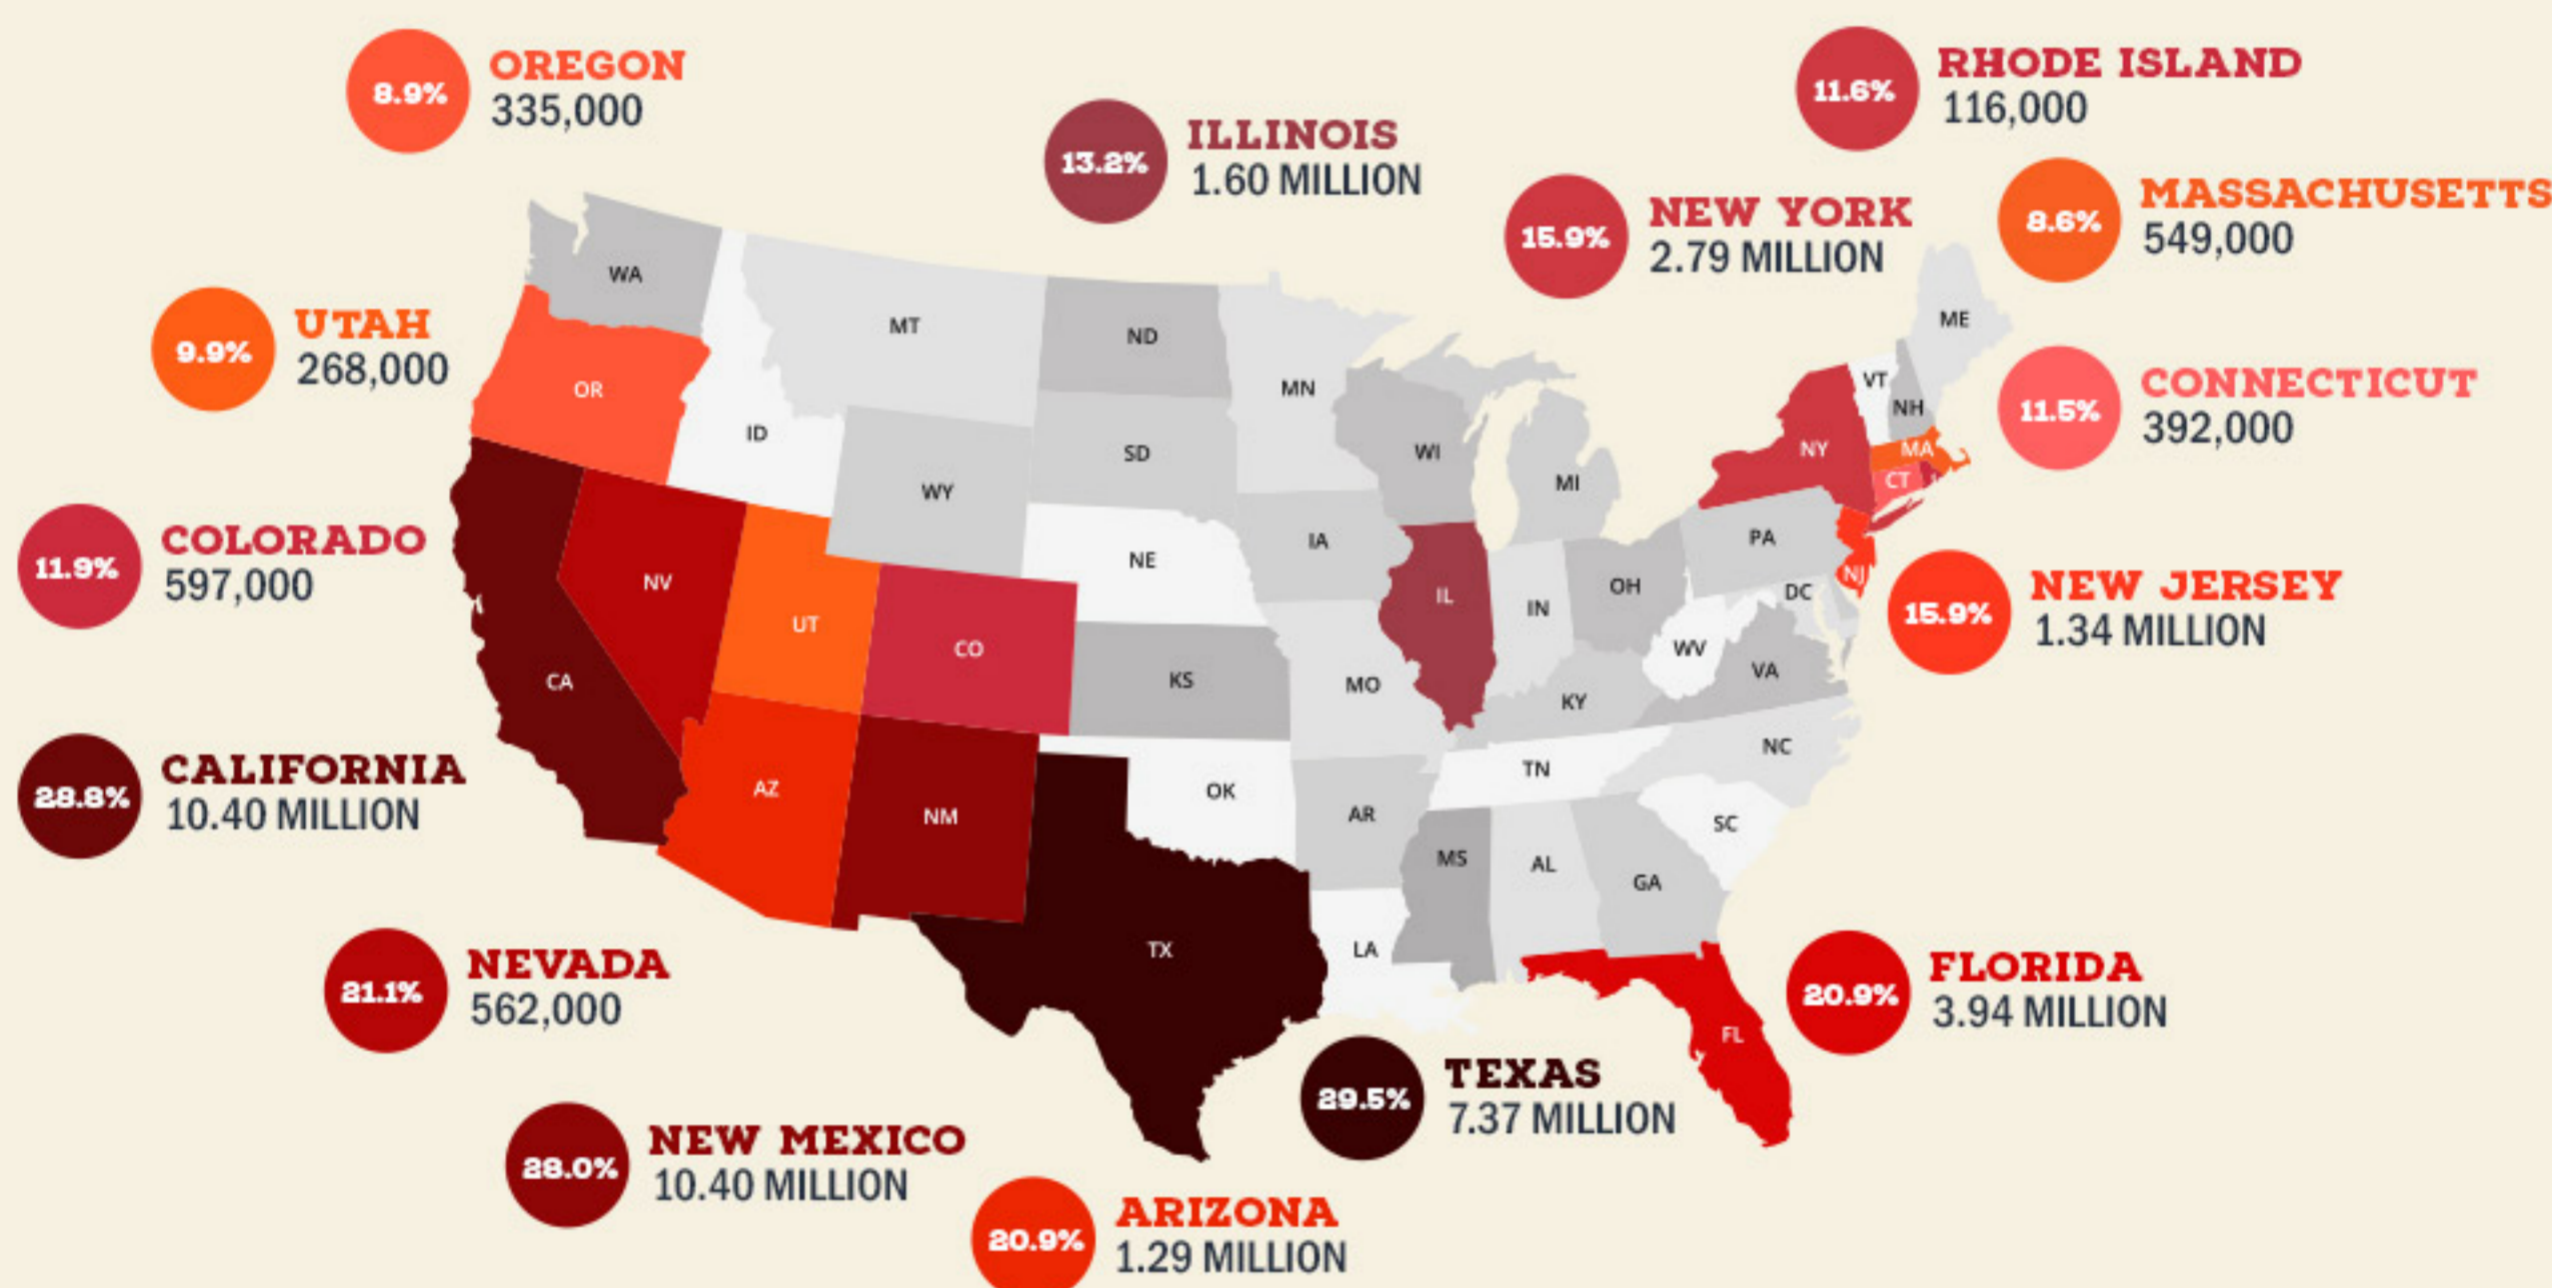 OREGON
8.9%
335,000
RHODE ISLAND
11.6%
116,000
ILLINOIS
13.2%
1.60 MILLION
NEW YORK
15.9%
2.79 MILLION
MASSACHUSETTS
8.6%
549,000
UTAH
9.9%
268,000
CONNECTICUT
11.5%
392,000
COLORADO
11.9%
597,000
NEW JERSEY
15.9%
1.34 MILLION
CALIFORNIA
28.8%
10.40 MILLION
NEVADA
21.1%
562,000
FLORIDA
20.9%
3.94 MILLION
TEXAS
29.5%
7.37 MILLION
NEW MEXICO
28.0%
10.40 MILLION
ARIZONA
20.9%
1.29 MILLION
WA
MT
ND
MN
ME
VT
NH
OR
ID
SD
WI
MI
NY
MA
CT
WY
IA
PA
NE
NV
UT
CO
IL
IN
OH
NJ
DC
WV
VA
CA
KS
MO
KY
NC
AZ
NM
OK
TN
AR
SC
MS
AL
GA
TX
LA
FL